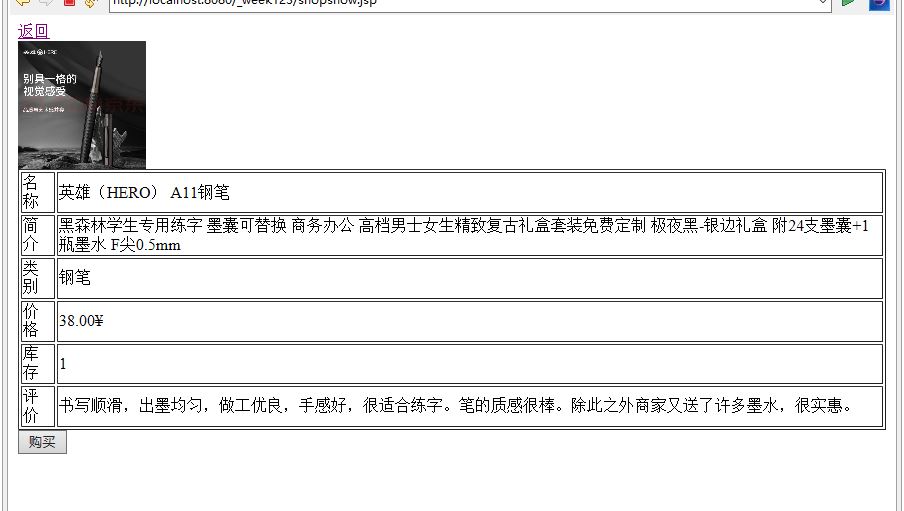 http://localhost:8080/_week123/shopshow.jsp
返回
别具一格的
视觉感受
名称
英雄（HERO） A11钢笔
简介
黑森林学生专用练字 墨囊可替换 商务办公 高档男士女生精致复古礼盒套装免费定制 极夜黑-银边礼盒 附24支墨囊+1
瓶墨水 F尖0.5mm
类别
钢笔
价格
38.00¥
库存
1
评价
书写顺滑，出墨均匀，做工优良，手感好，很适合练字。笔的质感很棒。除此之外商家又送了许多墨水，很实惠。
购买